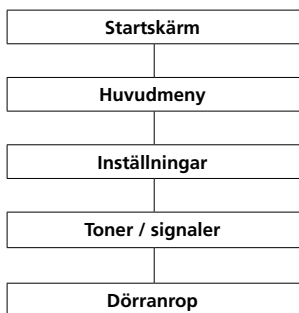 Startskärm
Huvudmeny
Inställningar
Toner / signaler
Dörranrop